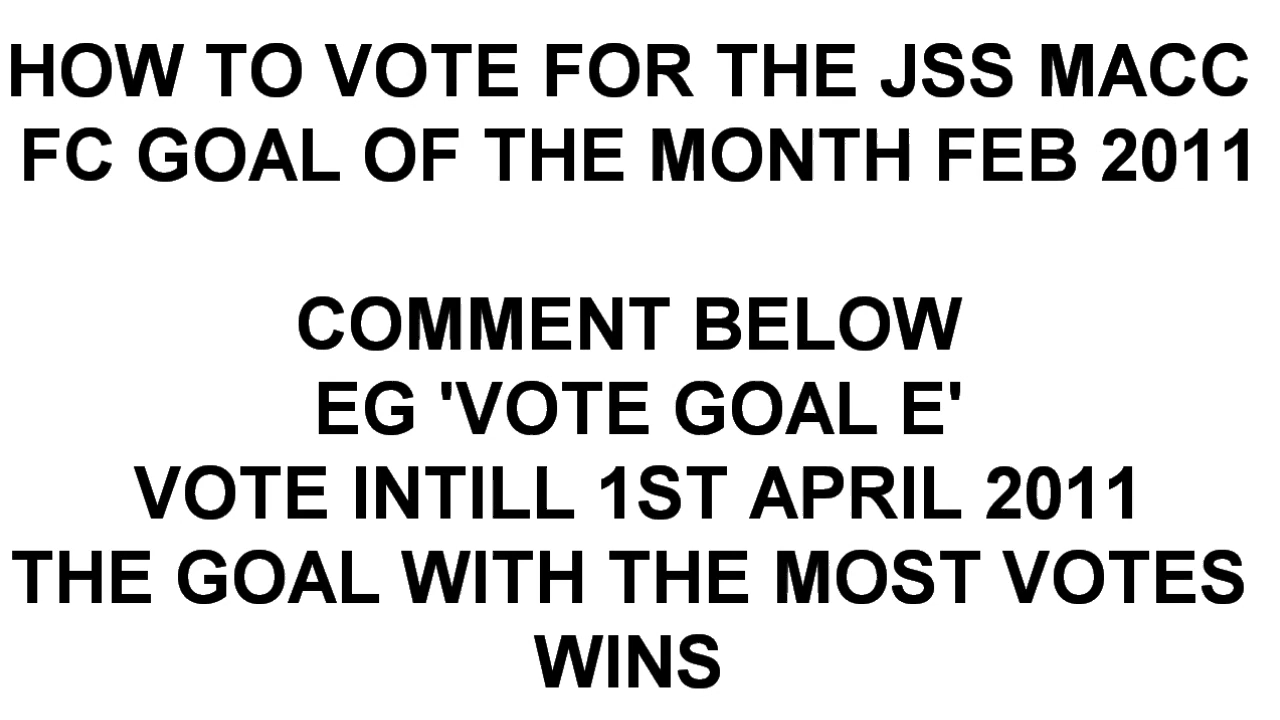 HOW TO VOTE FOR THE JSS MACC
FC GOAL OF THE MONTH FEB 2011
COMMENT BELOW
EG 'VOTE GOAL E'
VOTE INTILL 1ST APRIL 2011
THE GOAL WITH THE MOST VOTES
WINS